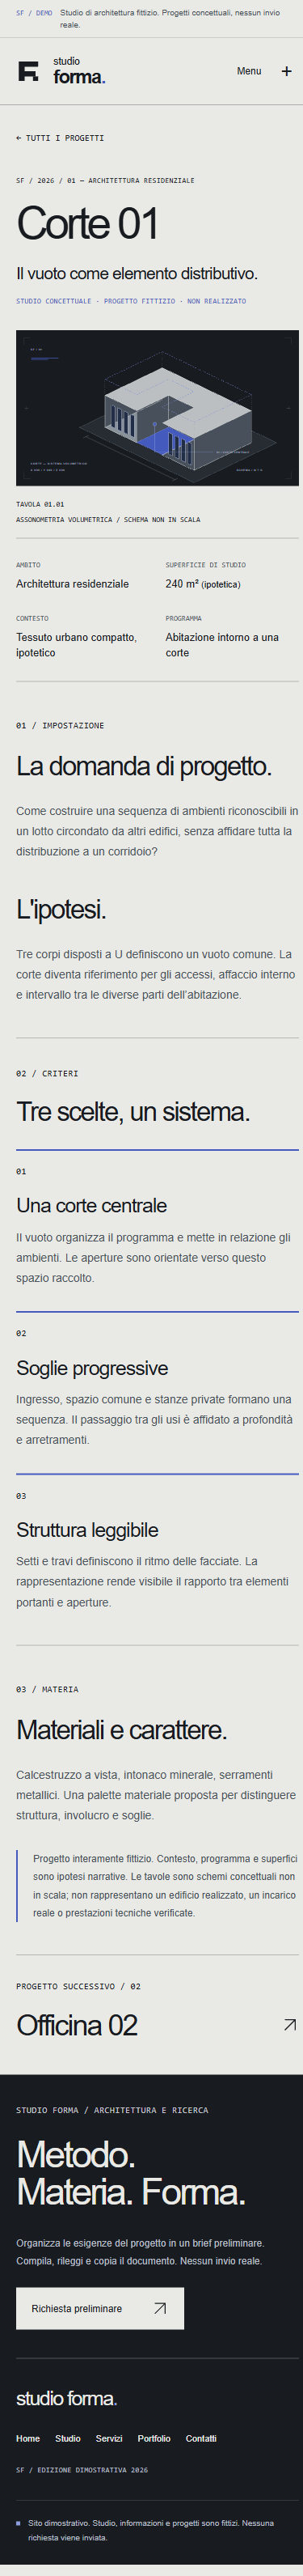 SF / DEMO Studio di architettura fittizio. Progetti concettuali, nessun invio
reale.
studio
forma.
Menu +
← TUTTI I PROGETTI
SF / 2026 / 01 — ARCHITETTURA RESIDENZIALE
Corte 01
Il vuoto come elemento distributivo.
STUDIO CONCETTUALE · PROGETTO FITTIZIO · NON REALIZZATO
TAVOLA 01.01
ASSONOMETRIA VOLUMETRICA / SCHEMA NON IN SCALA
AMBITO
Architettura residenziale
SUPERFICIE DI STUDIO
240 m² (ipotetica)
CONTESTO
Tessuto urbano compatto,
ipotetico
PROGRAMMA
Abitazione intorno a una
corte
01 / IMPOSTAZIONE
La domanda di progetto.
Come costruire una sequenza di ambienti riconoscibili in
un lotto circondato da altri edifici, senza affidare tutta la
distribuzione a un corridoio?
L'ipotesi.
Tre corpi disposti a U definiscono un vuoto comune. La
corte diventa riferimento per gli accessi, affaccio interno
e intervallo tra le diverse parti dell’abitazione.
02 / CRITERI
Tre scelte, un sistema.
01
Una corte centrale
Il vuoto organizza il programma e mette in relazione gli
ambienti. Le aperture sono orientate verso questo
spazio raccolto.
02
Soglie progressive
Ingresso, spazio comune e stanze private formano una
sequenza. Il passaggio tra gli usi è affidato a profondità
e arretramenti.
03
Struttura leggibile
Setti e travi definiscono il ritmo delle facciate. La
rappresentazione rende visibile il rapporto tra elementi
portanti e aperture.
03 / MATERIA
Materiali e carattere.
Calcestruzzo a vista, intonaco minerale, serramenti
metallici. Una palette materiale proposta per distinguere
struttura, involucro e soglie.
Progetto interamente fittizio. Contesto, programma e superfici
sono ipotesi narrative. Le tavole sono schemi concettuali non
in scala; non rappresentano un edificio realizzato, un incarico
reale o prestazioni tecniche verificate.
PROGETTO SUCCESSIVO / 02
Officina 02
STUDIO FORMA / ARCHITETTURA E RICERCA
Metodo.
Materia. Forma.
Organizza le esigenze del progetto in un brief preliminare.
Compila, rileggi e copia il documento. Nessun invio reale.
Richiesta preliminare
studio forma.
Home Studio Servizi Portfolio Contatti
SF / EDIZIONE DIMOSTRATIVA 2026
Sito dimostrativo. Studio, informazioni e progetti sono fittizi. Nessuna
richiesta viene inviata.